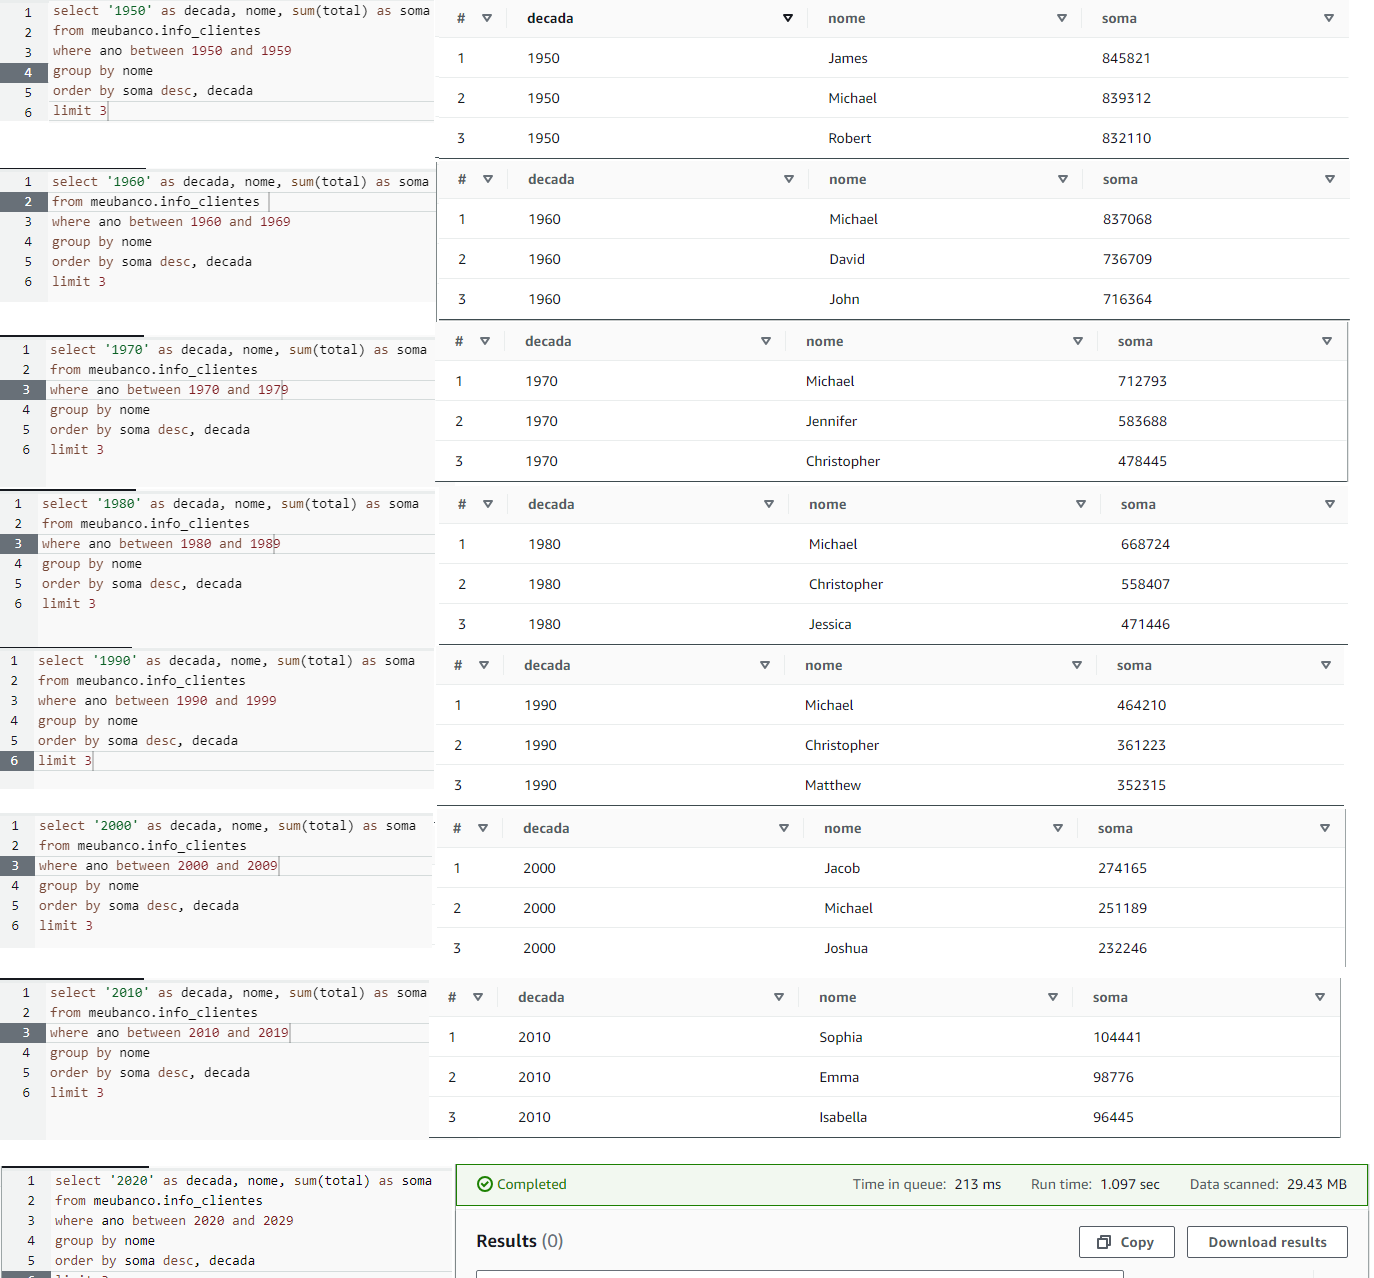 1 select '1950' as decada, nome, sum(total) as soma
2 from meubanco.info_clientes
3 where ano between 1950 and 1959
4 group by nome
5 order by soma desc, decada
6 limit 3
# decada nome soma
1 1950 James 845821
2 1950 Michael 839312
3 1950 Robert 832110
1 select '1960' as decada, nome, sum(total) as soma
2 from meubanco.info_clientes
3 where ano between 1960 and 1969
4 group by nome
5 order by soma desc, decada
6 limit 3
# decada nome soma
1 1960 Michael 837068
2 1960 David 736709
3 1960 John 716364
1 select '1970' as decada, nome, sum(total) as soma
2 from meubanco.info_clientes
3 where ano between 1970 and 1979
4 group by nome
5 order by soma desc, decada
6 limit 3
# decada nome soma
1 1970 Michael 712793
2 1970 Jennifer 583688
3 1970 Christopher 478445
1 select '1980' as decada, nome, sum(total) as soma
2 from meubanco.info_clientes
3 where ano between 1980 and 1989
4 group by nome
5 order by soma desc, decada
6 limit 3
# decada nome soma
1 1980 Michael 668724
2 1980 Christopher 558407
3 1980 Jessica 471446
1 select '1990' as decada, nome, sum(total) as soma
2 from meubanco.info_clientes
3 where ano between 1990 and 1999
4 group by nome
5 order by soma desc, decada
6 limit 3
# decada nome soma
1 1990 Michael 464210
2 1990 Christopher 361223
3 1990 Matthew 352315
1 select '2000' as decada, nome, sum(total) as soma
2 from meubanco.info_clientes
3 where ano between 2000 and 2009
4 group by nome
5 order by soma desc, decada
6 limit 3
# decada nome soma
1 2000 Jacob 274165
2 2000 Michael 251189
3 2000 Joshua 232246
1 select '2010' as decada, nome, sum(total) as soma
2 from meubanco.info_clientes
3 where ano between 2010 and 2019
4 group by nome
5 order by soma desc, decada
6 limit 3
# decada nome soma
1 2010 Sophia 104441
2 2010 Emma 98776
3 2010 Isabella 96445
1 select '2020' as decada, nome, sum(total) as soma
2 from meubanco.info_clientes
3 where ano between 2020 and 2029
4 group by nome
5 order by soma desc, decada
Completed Time in queue: 213 ms Run time: 1.097 sec Data scanned: 29.43 MB
Results (0) Copy Download results